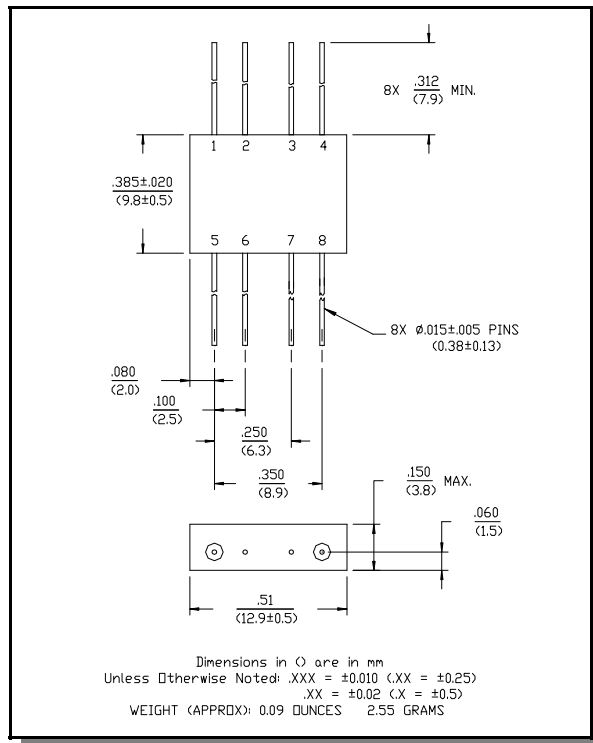 8X .312 MIN.
(7.9)
1 2 3 4
.385±.020
(9.8±0.5)
5 6 7 8
8X Ø.015±.005 PINS
(0.38±0.13)
.080
(2.0)
.100
(2.5)
.250
(6.3)
.350
(8.9)
.150 MAX.
(3.8)
.060
(1.5)
.51
(12.9±0.5)
Dimensions in () are in mm
Unless Otherwise Noted: .XXX = ±0.010 (.XX = ±0.25)
.XX = ±0.02 (.X = ±0.5)
WEIGHT (APPROX): 0.09 OUNCES 2.55 GRAMS